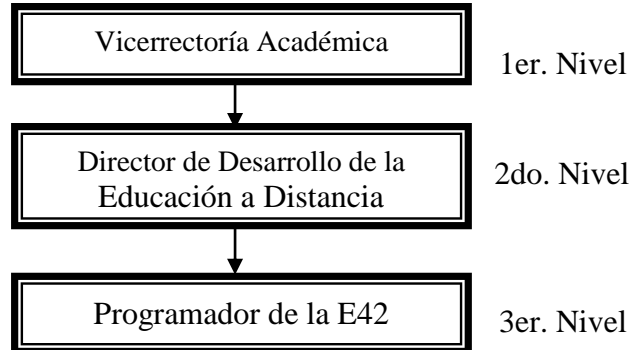 Vicerrectoría Académica
1er. Nivel
Director de Desarrollo de la
Educación a Distancia
2do. Nivel
Programador de la E42
3er. Nivel